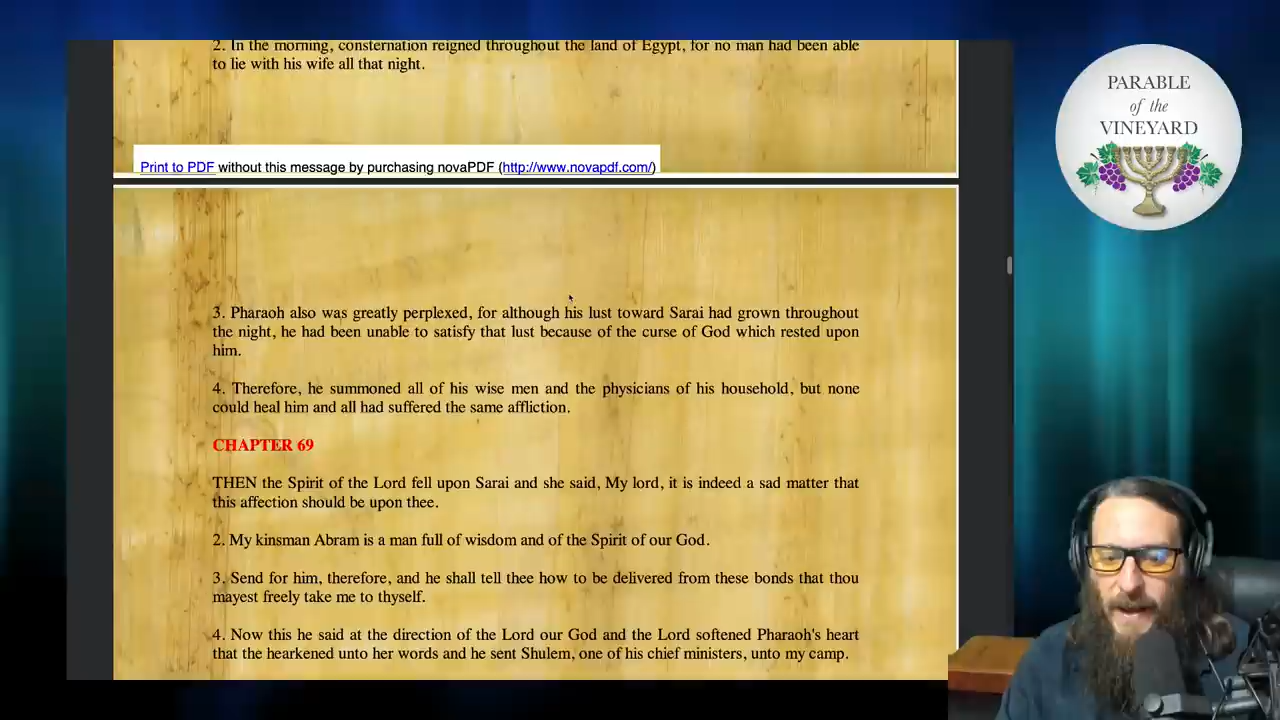 2. In the morning, consternation reigned throughout the land of Egypt, for no man had been able
to lie with his wife all that night.
Print to PDF without this message by purchasing novaPDF (http://www.novapdf.com/)
3. Pharaoh also was greatly perplexed, for although his lust toward Sarai had grown throughout
the night, he had been unable to satisfy that lust because of the curse of God which rested upon
him.
4. Therefore, he summoned all of his wise men and the physicians of his household, but none
could heal him and all had suffered the same affliction.
CHAPTER 69
THEN the Spirit of the Lord fell upon Sarai and she said, My lord, it is indeed a sad matter that
this affection should be upon thee.
2. My kinsman Abram is a man full of wisdom and of the Spirit of our God.
3. Send for him, therefore, and he shall tell thee how to be delivered from these bonds that thou
mayest freely take me to thyself.
4. Now this he said at the direction of the Lord our God and the Lord softened Pharaoh's heart
that the hearkened unto her words and he sent Shulem, one of his chief ministers, unto my camp.
PARABLE
of the
VINEYARD